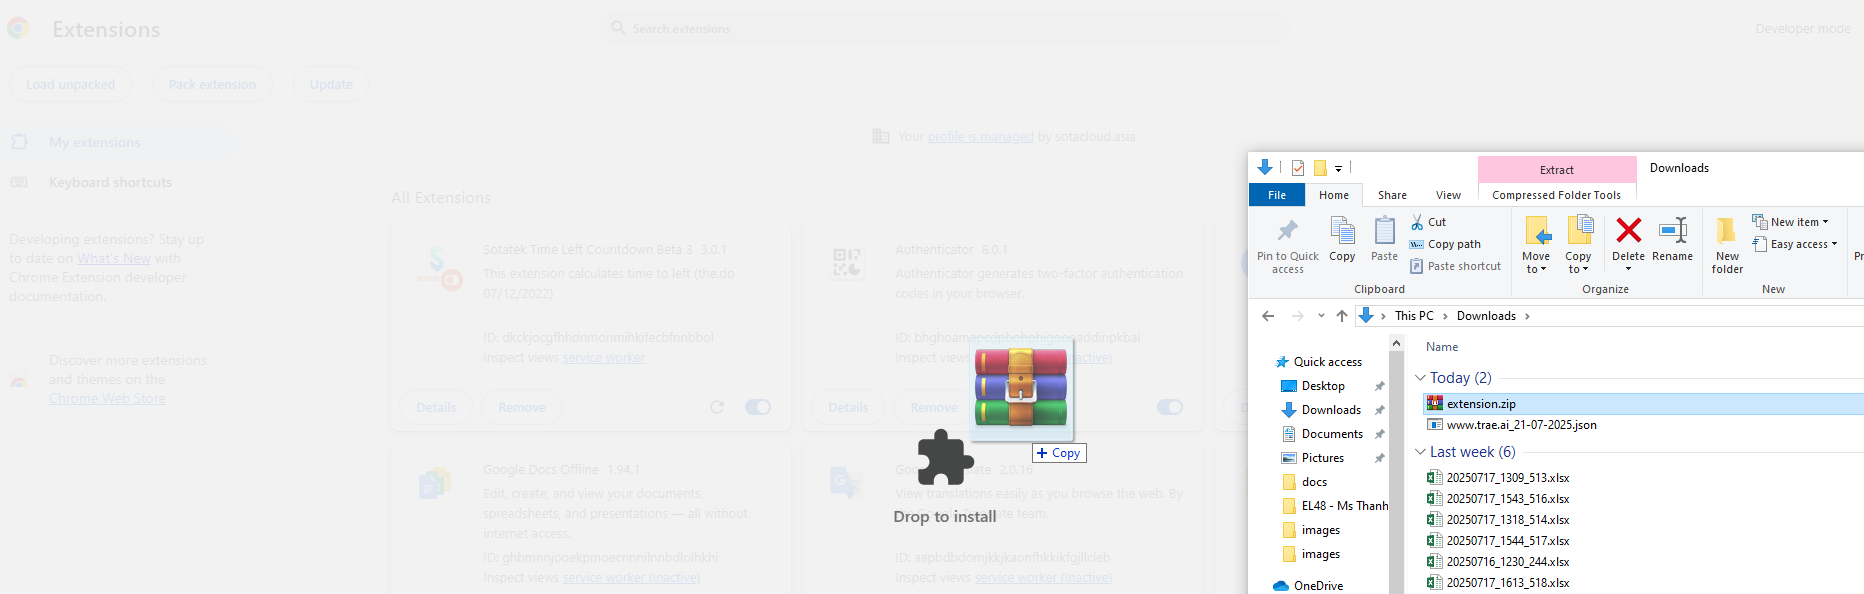 Extensions
Search extensions
Developer mode
Load unpacked
Pack extension
Update
My extensions
Keyboard shortcuts
Developing extensions? Stay up
to date on What's New with
Chrome Extension developer
documentation.
Discover more extensions
and themes on the
Chrome Web Store
Your profile is managed by sotacloud.asia
All Extensions
Sotatek Time Left Countdown Beta 3 3.0.1
This extension calculates time to left (the.do
07/12/2022)
ID: dkckjocgfhhdnmonmihkifecbfnnbbol
Inspect views service worker
Details
Remove
Authenticator 8.0.1
Authenticator generates two-factor authentication
codes in your browser.
ID:
Inspect views
Details
Remove
Google Docs Offline 1.94.1
Edit, create, and view your documents,
spreadsheets, and presentations — all without
internet access.
ID: ghbmnnjooekpmoecnnnilnnbdlolhkhi
Inspect views service worker (Inactive)
2.0.16
View translations easily as you browse the web. By
team.
ID: aapbdbdomjkkjkaonfhkkikfgjllcleb
Inspect views service worker (Inactive)
Copy
Drop to install
Extract
Downloads
File
Home
Share
View
Compressed Folder Tools
Pin to Quick
access
Copy
Paste
Cut
Copy path
Paste shortcut
Clipboard
Move
to
Copy
to
Delete
Rename
Organize
New
folder
New item
Easy access
New
This PC
Downloads
Quick access
Desktop
Downloads
Documents
Pictures
docs
EL48 - Ms Thanh
images
images
OneDrive
Name
Today (2)
extension.zip
www.trae.ai_21-07-2025.json
Last week (6)
20250717_1309_513.xlsx
20250717_1543_516.xlsx
20250717_1318_514.xlsx
20250717_1544_517.xlsx
20250716_1230_244.xlsx
20250717_1613_518.xlsx